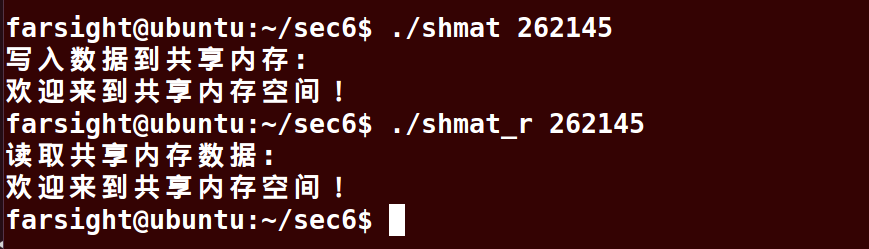 farsight@ubuntu:~/sec6$ ./shmat 262145
写入数据到共享内存：
欢迎来到共享内存空间！
farsight@ubuntu:~/sec6$ ./shmat_r 262145
读取共享内存数据：
欢迎来到共享内存空间！
farsight@ubuntu:~/sec6$